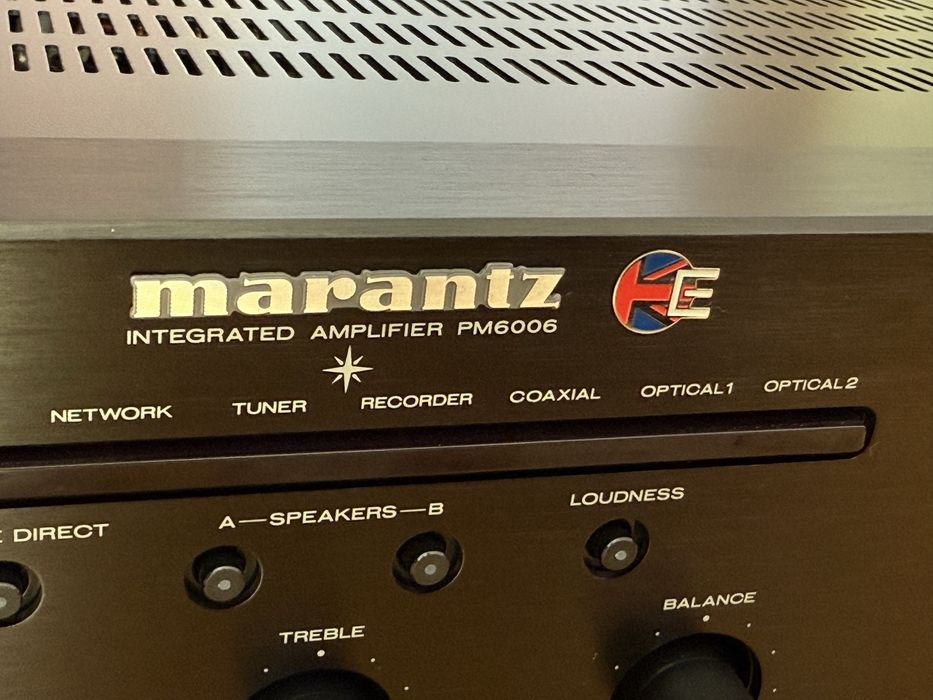 marantz
E
INTEGRATED AMPLIFIER PM6006
NETWORK TUNER RECORDER COAXIAL OPTICAL1 OPTICAL2
DIRECT A—SPEAKERS—B LOUDNESS
TREBLE BALANCE